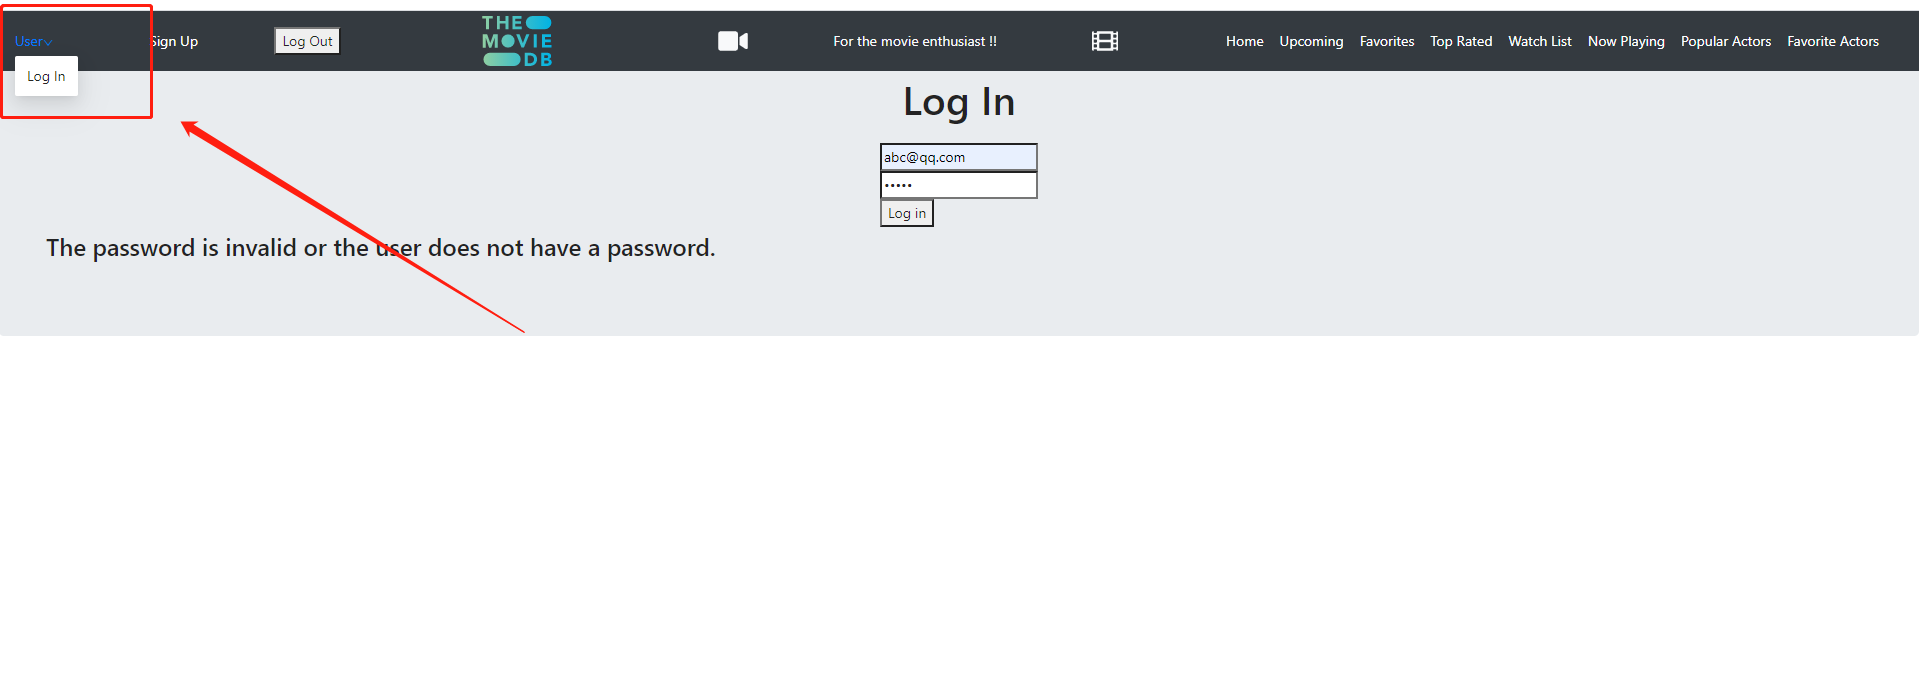 User
Sign Up
Log Out
THE
MOVIE
DB
For the movie enthusiast !!
Home Upcoming Favorites Top Rated Watch List Now Playing Popular Actors Favorite Actors
Log In
Log In
abc@qq.com
•••••
Log in
The password is invalid or the user does not have a password.